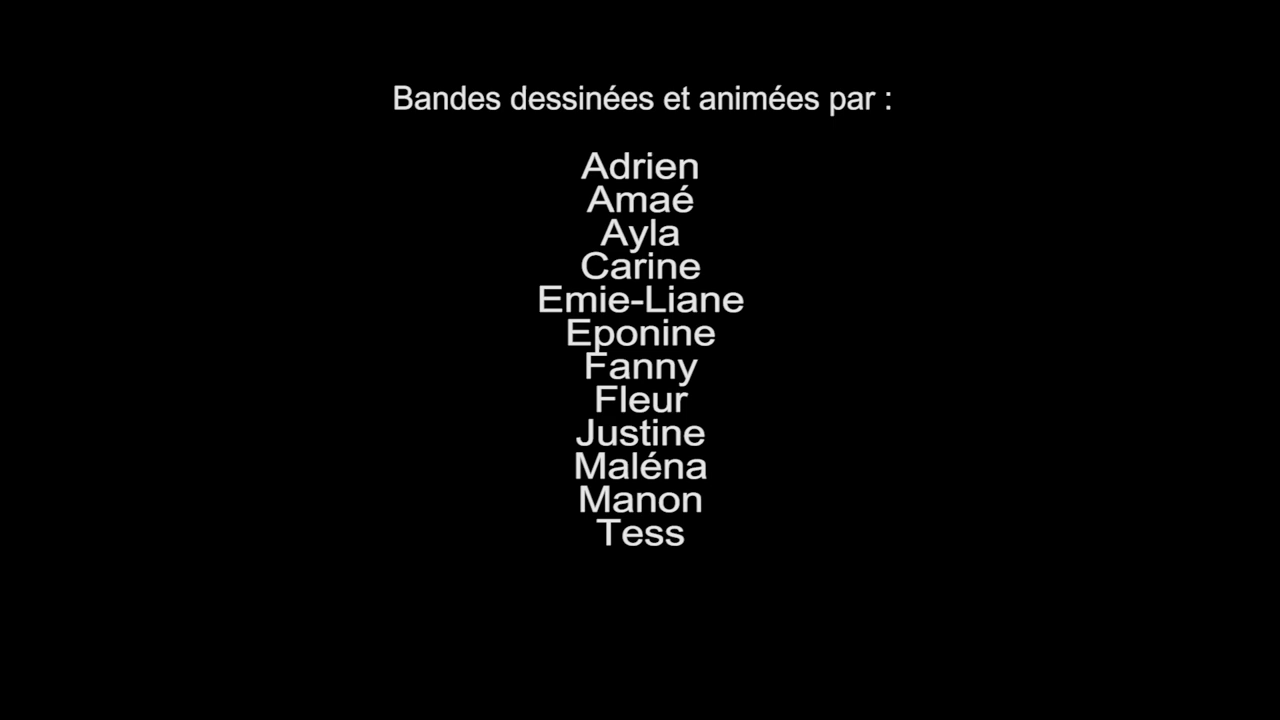 Bandes dessinées et animées par :
Adrien
Amaé
Ayla
Carine
Emie-Liane
Eponine
Fanny
Fleur
Justine
Maléna
Manon
Tess